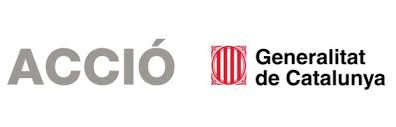 ACCIÓ
Generalitat
de Catalunya